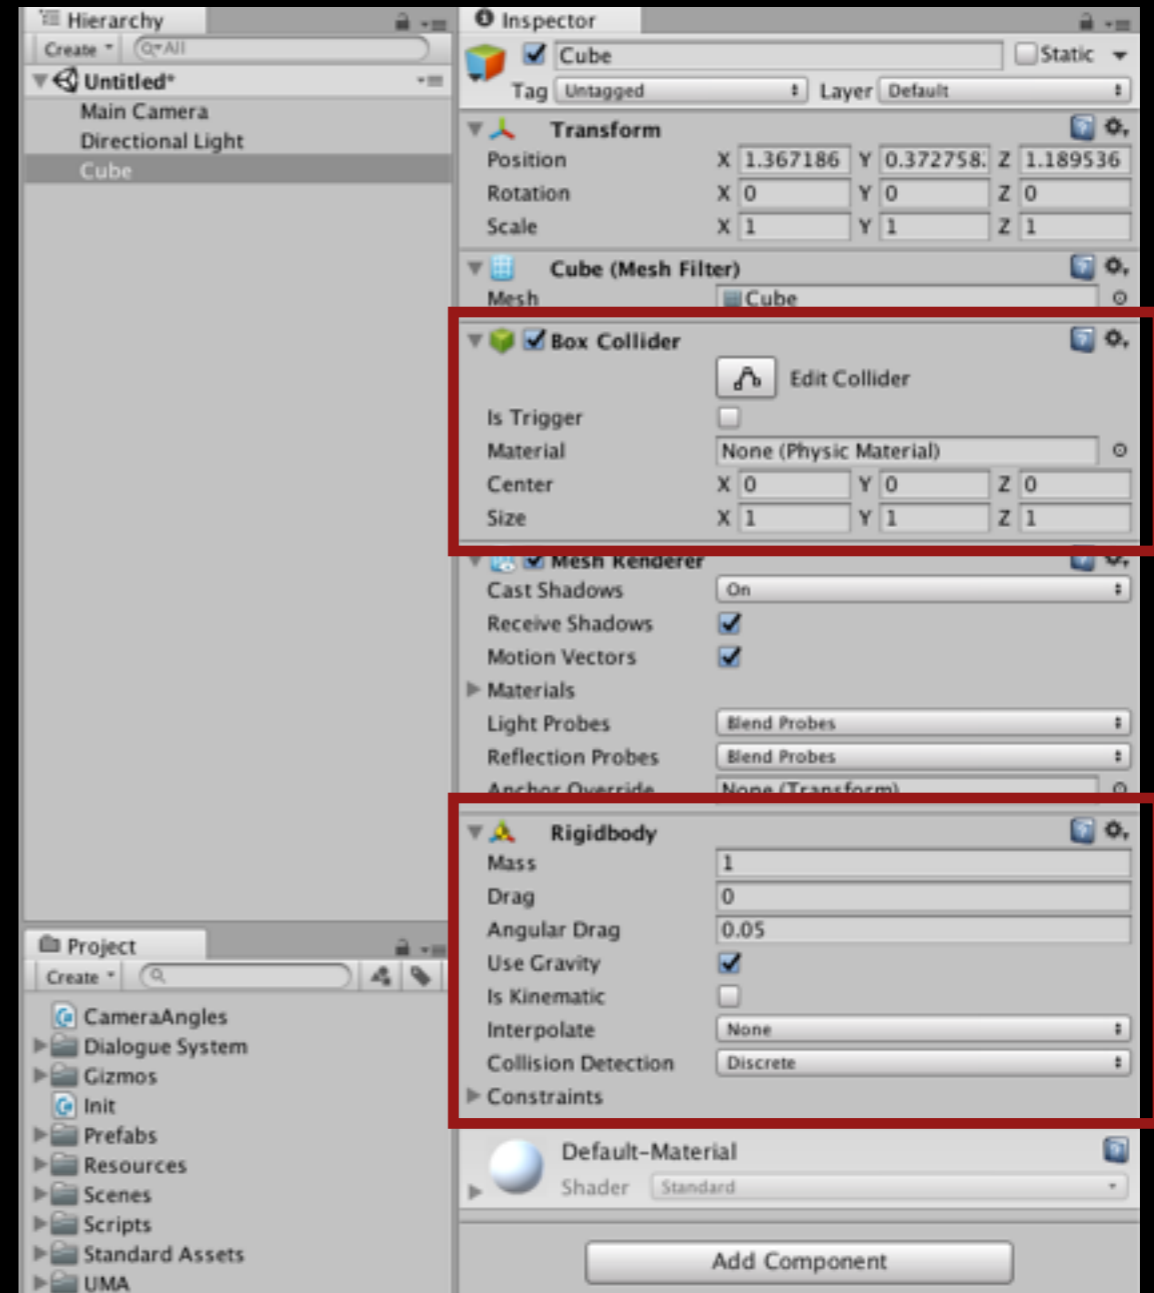 Hierarchy
Create
All
Untitled*
Main Camera
Directional Light
Cube
Project
Create
CameraAngles
Dialogue System
Gizmos
Init
Prefabs
Resources
Scenes
Scripts
Standard Assets
UMA
Inspector
Cube Static
Tag Untagged Layer Default
Transform
Position X 1.367186 Y 0.372758 Z 1.189536
Rotation X 0 Y 0 Z 0
Scale X 1 Y 1 Z 1
Cube (Mesh Filter)
Mesh Cube
Box Collider
Edit Collider
Is Trigger
Material None (Physic Material)
Center X 0 Y 0 Z 0
Size X 1 Y 1 Z 1
Mesh Renderer
Cast Shadows On
Receive Shadows
Motion Vectors
Materials
Light Probes Blend Probes
Reflection Probes Blend Probes
Anchor Override None (Transform)
Rigidbody
Mass 1
Drag 0
Angular Drag 0.05
Use Gravity
Is Kinematic
Interpolate None
Collision Detection Discrete
Constraints
Default-Material
Shader Standard
Add Component